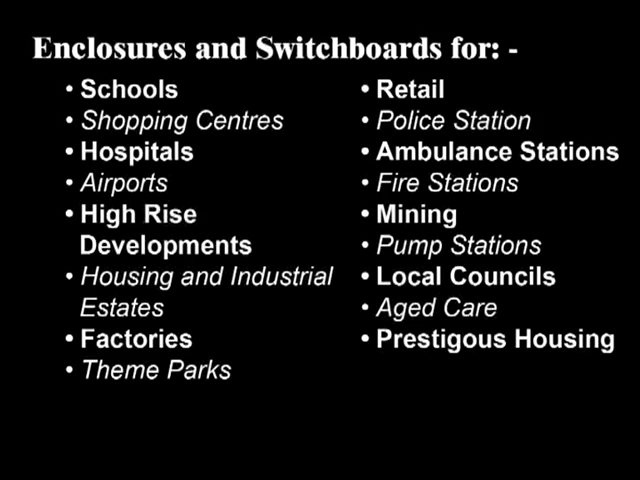 Enclosures and Switchboards for: -
• Schools
• Shopping Centres
• Hospitals
• Airports
• High Rise
Developments
• Housing and Industrial
Estates
• Factories
• Theme Parks
• Retail
• Police Station
• Ambulance Stations
• Fire Stations
• Mining
• Pump Stations
• Local Councils
• Aged Care
• Prestigous Housing